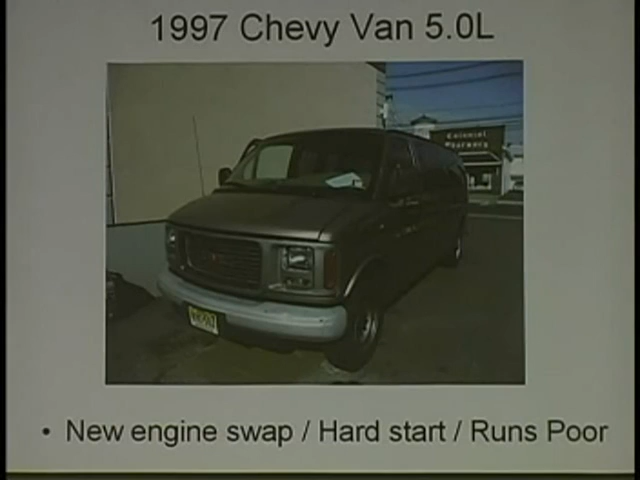 1997 Chevy Van 5.0L
Colonial
Pharmacy
• New engine swap / Hard start / Runs Poor